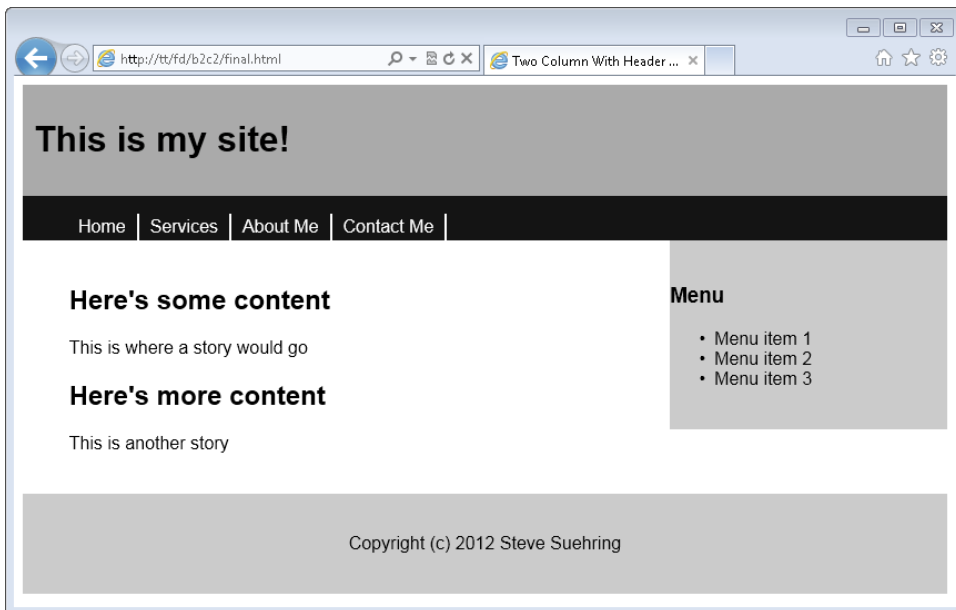 http://tt/fd/b2c2/final.html
Two Column With Header ...
This is my site!
Home Services About Me Contact Me
Here's some content
This is where a story would go
Here's more content
This is another story
Menu
• Menu item 1
• Menu item 2
• Menu item 3
Copyright (c) 2012 Steve Suehring